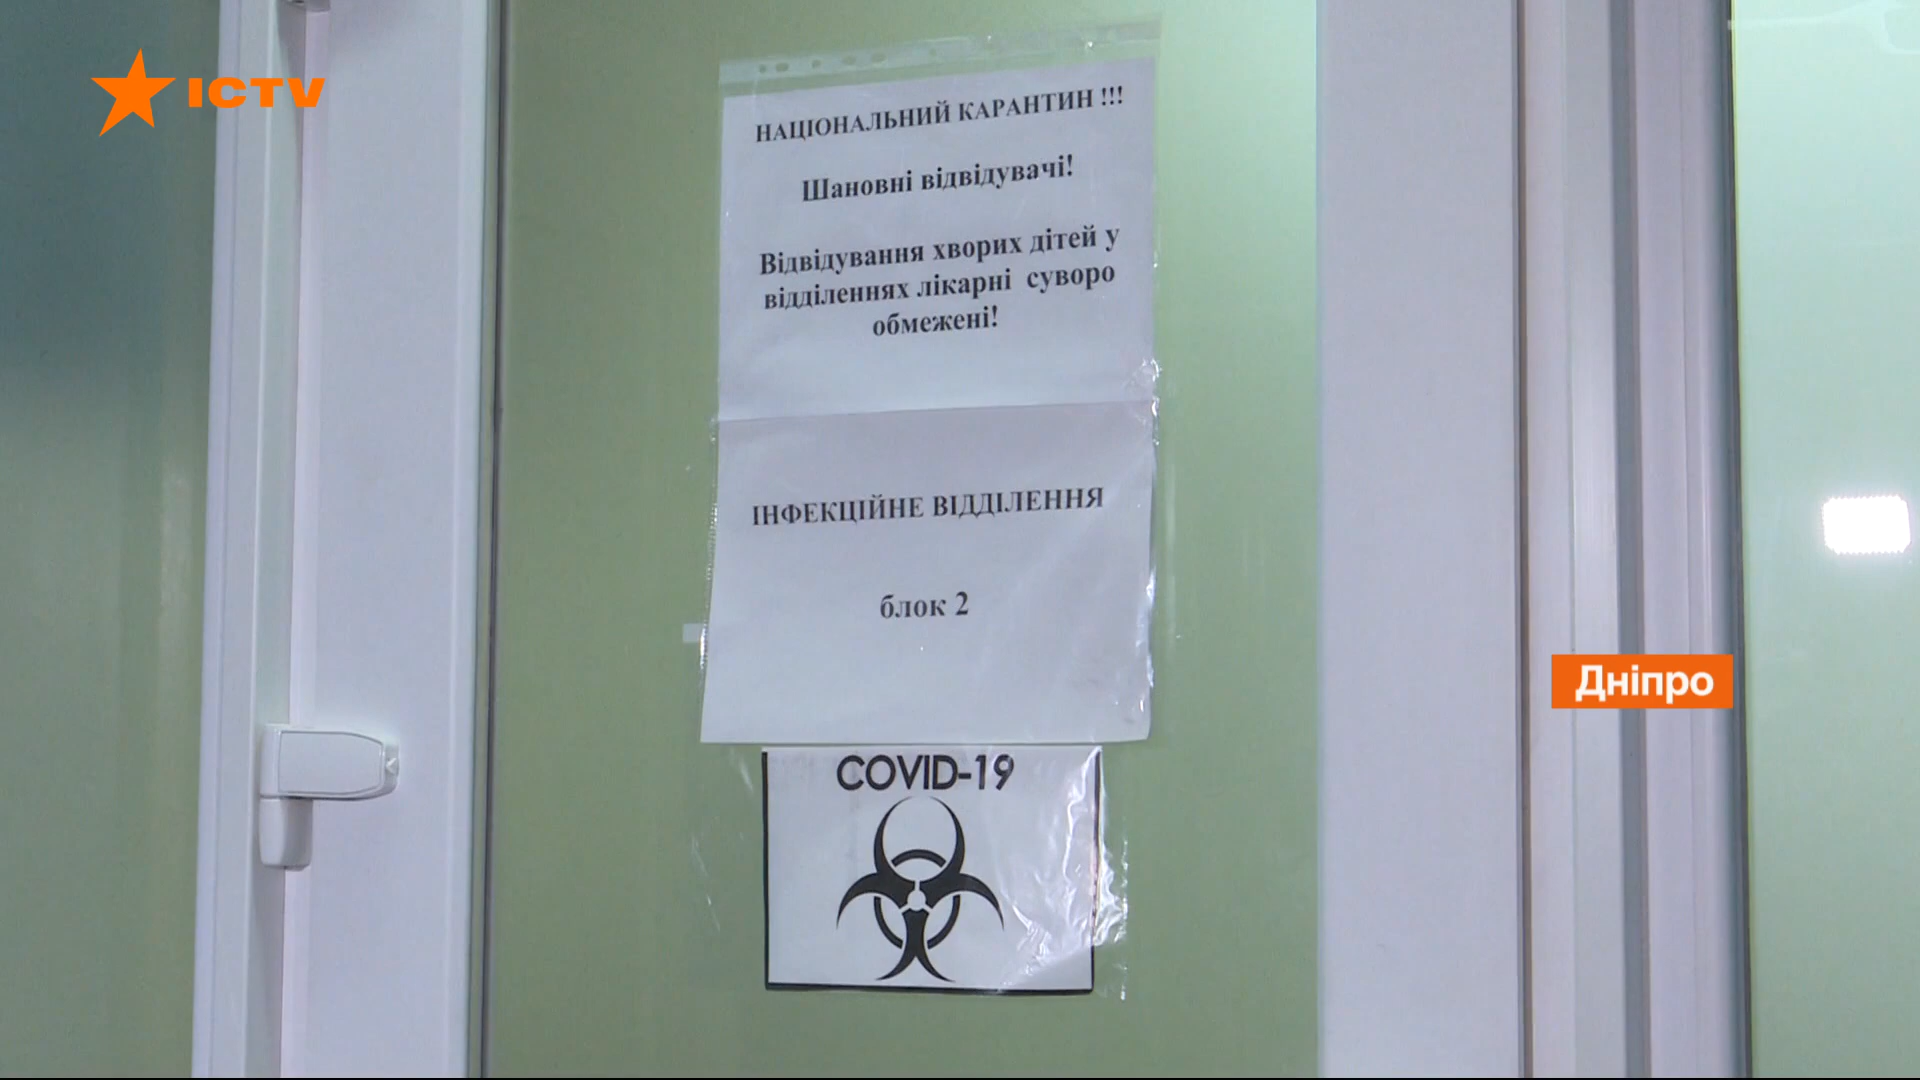 ICTV
НАЦІОНАЛЬНИЙ КАРАНТИН !!!
Шановні відвідувачі!
Відвідування хворих дітей у
відділеннях лікарні суворо
обмежені!
ІНФЕКЦІЙНЕ ВІДДІЛЕННЯ
блок 2
Дніпро
COVID-19